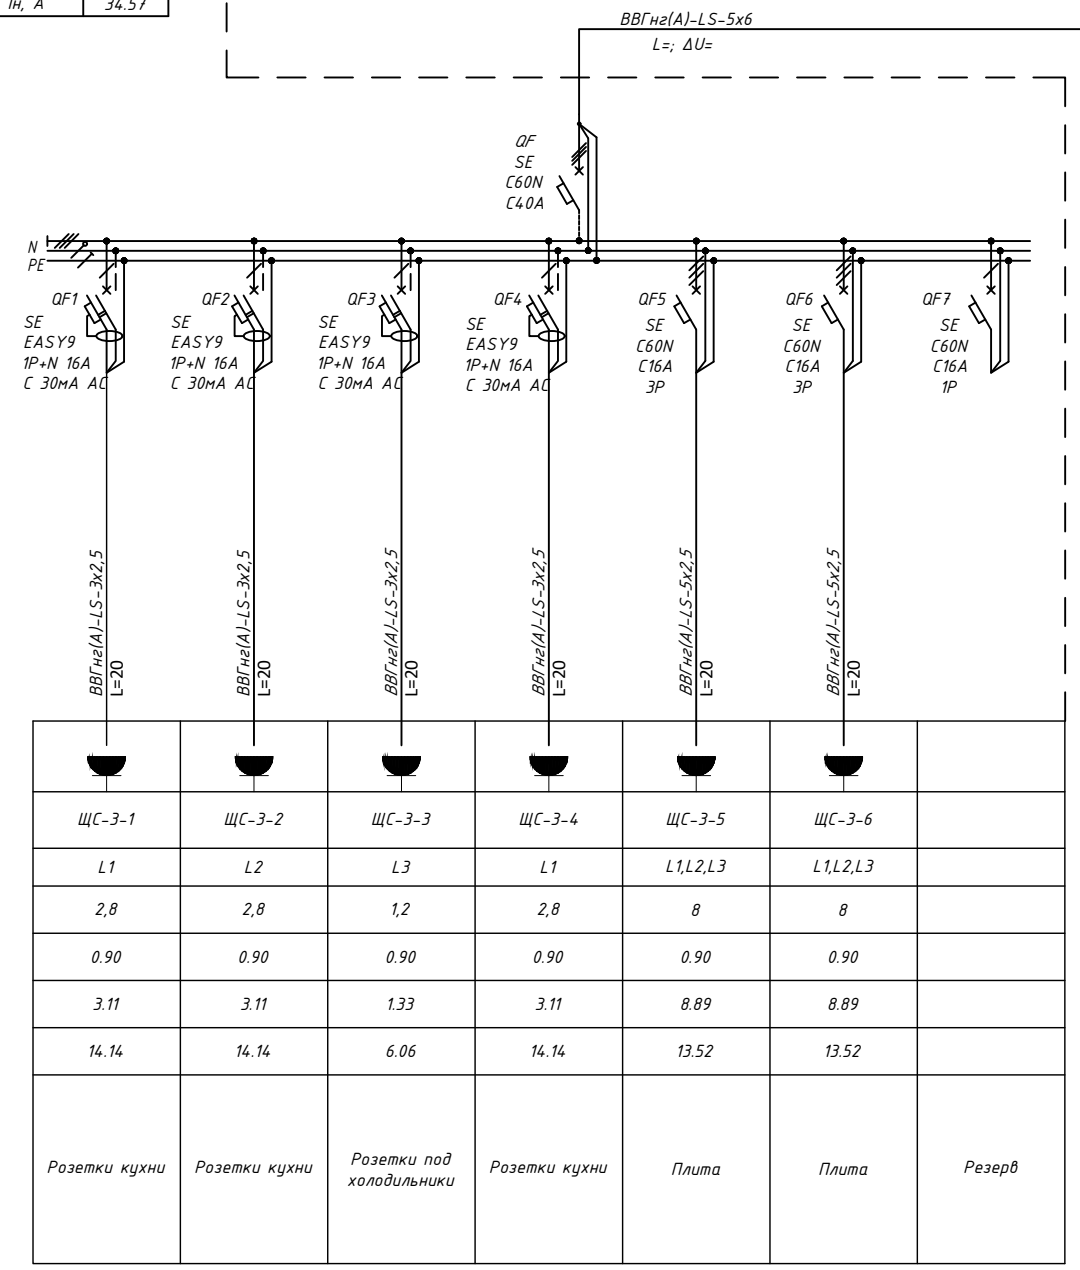 Iн, А 34.57
ВВГнг(А)-LS-5х6
L=; ΔU=
QF
SE
C60N
C40A
N
PE
QF1
SE
EASY9
1P+N 16A
C 30мА AC
QF2
SE
EASY9
1P+N 16A
C 30мА AC
QF3
SE
EASY9
1P+N 16A
C 30мА AC
QF4
SE
EASY9
1P+N 16A
C 30мА AC
QF5
SE
C60N
C16A
3P
QF6
SE
C60N
C16A
3P
QF7
SE
C60N
C16A
1P
ВВГнг(А)-LS-3х2,5
L=20
ВВГнг(А)-LS-3х2,5
L=20
ВВГнг(А)-LS-3х2,5
L=20
ВВГнг(А)-LS-3х2,5
L=20
ВВГнг(А)-LS-5х2,5
L=20
ВВГнг(А)-LS-5х2,5
L=20
ЩС-3-1 ЩС-3-2 ЩС-3-3 ЩС-3-4 ЩС-3-5 ЩС-3-6
L1 L2 L3 L1 L1,L2,L3 L1,L2,L3
2,8 2,8 1,2 2,8 8 8
0.90 0.90 0.90 0.90 0.90 0.90
3.11 3.11 1.33 3.11 8.89 8.89
14.14 14.14 6.06 14.14 13.52 13.52
Розетки кухни
Розетки кухни
Розетки под
холодильники
Розетки кухни
Плита
Плита
Резерв